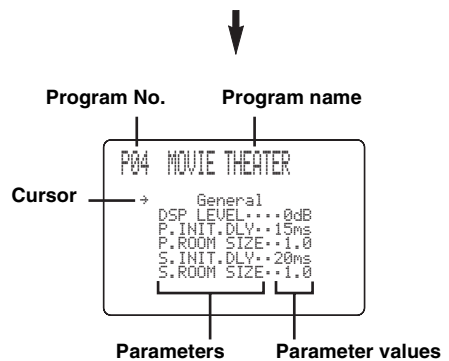 Program No. Program name
P04 MOVIE THEATER
Cursor → General
DSP LEVEL····0dB
P.INIT.DLY··15ms
P.ROOM SIZE··1.0
S.INIT.DLY··20ms
S.ROOM SIZE··1.0
Parameters Parameter values